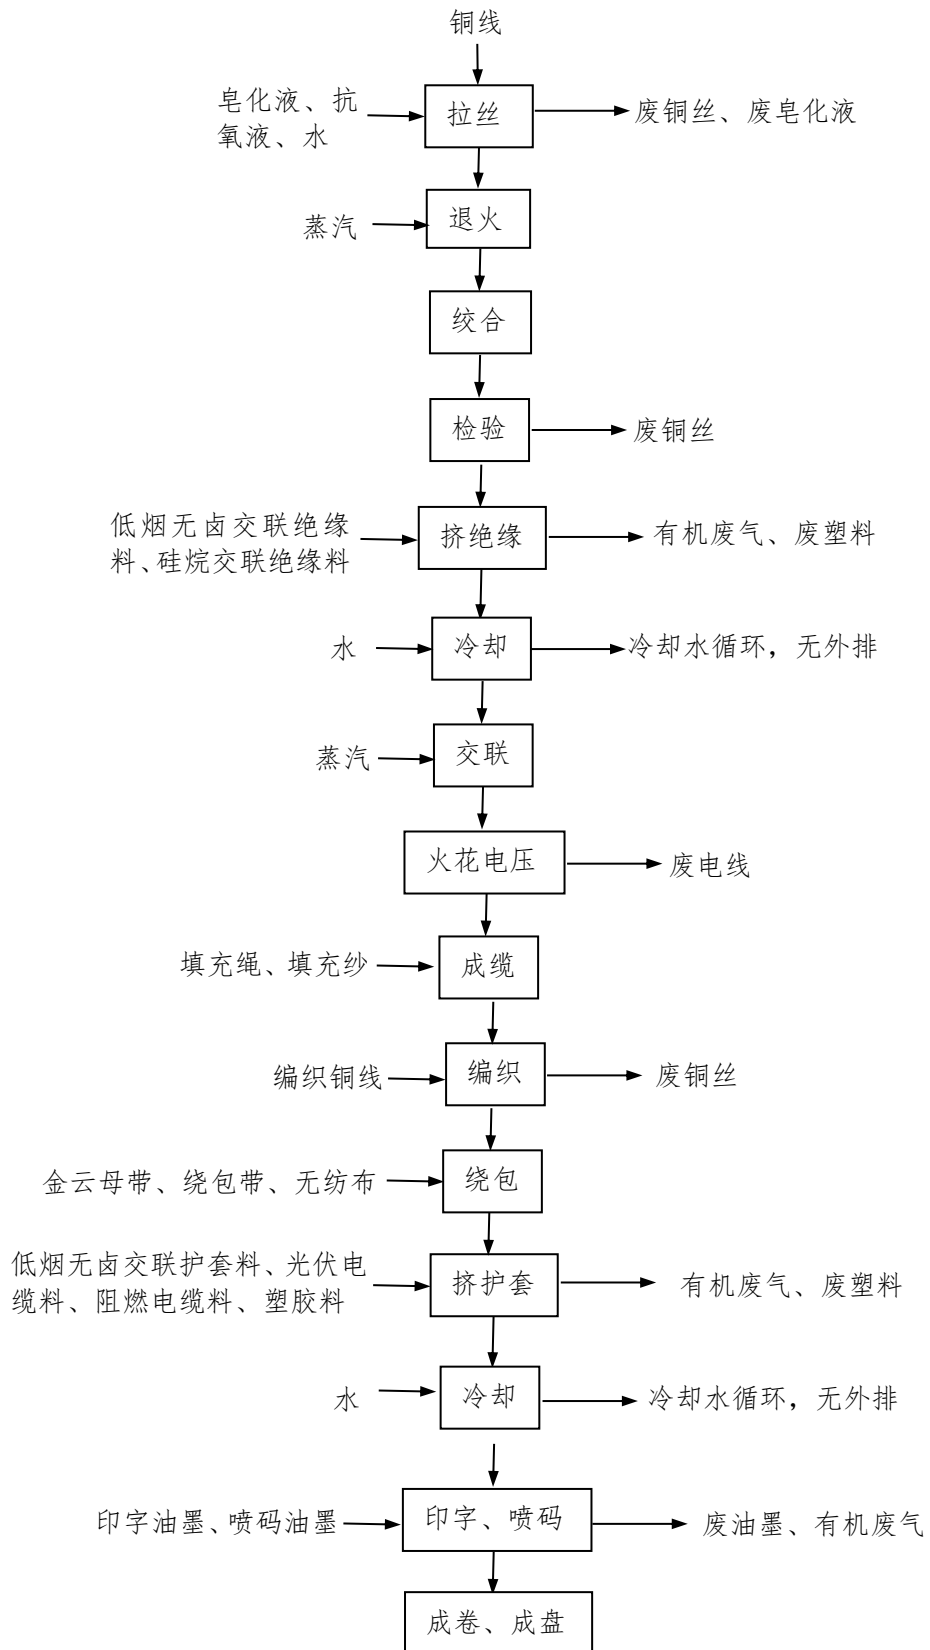 铜线
皂化液、抗
氧液、水
拉丝
废铜丝、废皂化液
蒸汽
退火
绞合
检验
废铜丝
低烟无卤交联绝缘
料、硅烷交联绝缘料
挤绝缘
有机废气、废塑料
水
冷却
冷却水循环，无外排
蒸汽
交联
火花电压
废电线
填充绳、填充纱
成缆
编织铜线
编织
废铜丝
金云母带、绕包带、无纺布
绕包
低烟无卤交联护套料、光伏电
缆料、阻燃电缆料、塑胶料
挤护套
有机废气、废塑料
水
冷却
冷却水循环，无外排
印字油墨、喷码油墨
印字、喷码
废油墨、有机废气
成卷、成盘